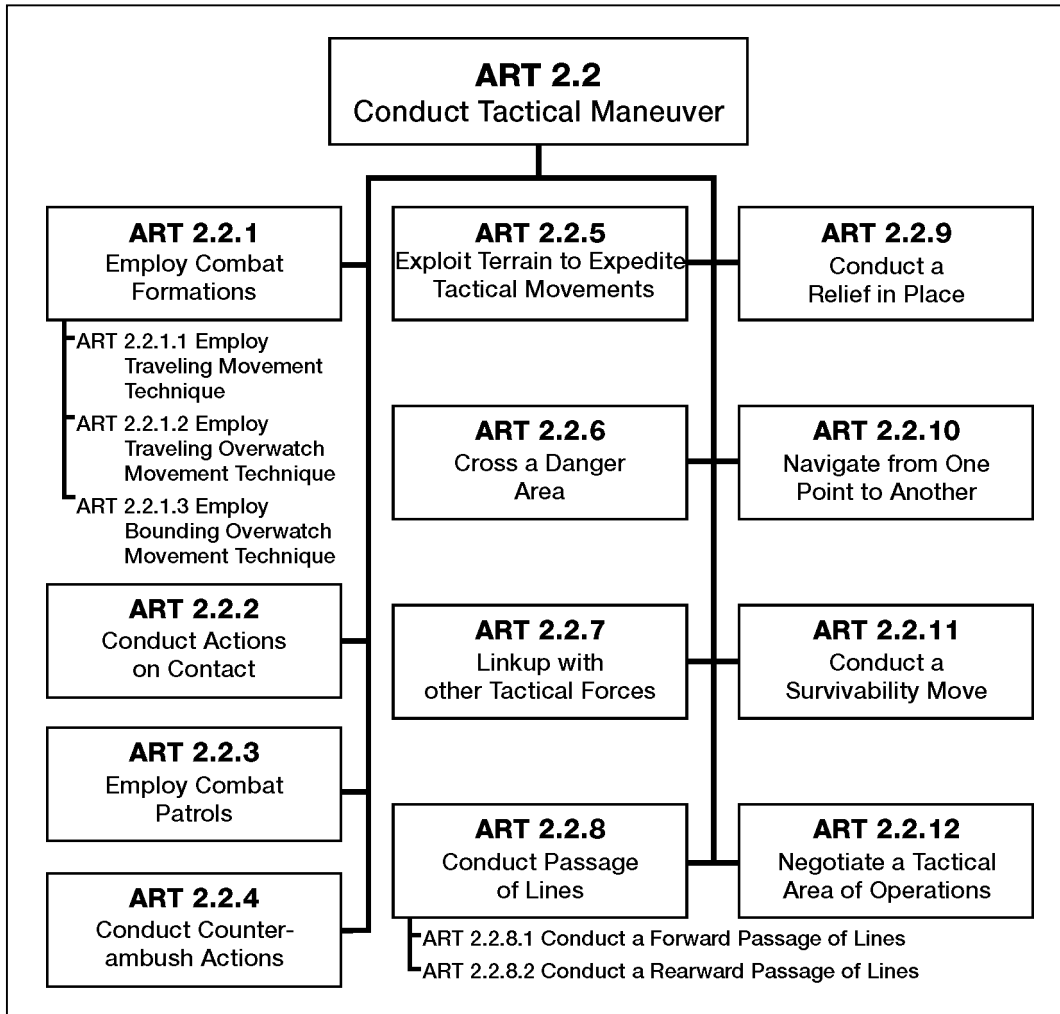 ART 2.2
Conduct Tactical Maneuver
ART 2.2.1
Employ Combat
Formations
ART 2.2.1.1 Employ
Traveling Movement
Technique
ART 2.2.1.2 Employ
Traveling Overwatch
Movement Technique
ART 2.2.1.3 Employ
Bounding Overwatch
Movement Technique
ART 2.2.2
Conduct Actions
on Contact
ART 2.2.3
Employ Combat
Patrols
ART 2.2.4
Conduct Counter-
ambush Actions
ART 2.2.5
Exploit Terrain to Expedite
Tactical Movements
ART 2.2.6
Cross a Danger
Area
ART 2.2.7
Linkup with
other Tactical Forces
ART 2.2.8
Conduct Passage
of Lines
ART 2.2.8.1 Conduct a Forward Passage of Lines
ART 2.2.8.2 Conduct a Rearward Passage of Lines
ART 2.2.9
Conduct a
Relief in Place
ART 2.2.10
Navigate from One
Point to Another
ART 2.2.11
Conduct a
Survivability Move
ART 2.2.12
Negotiate a Tactical
Area of Operations